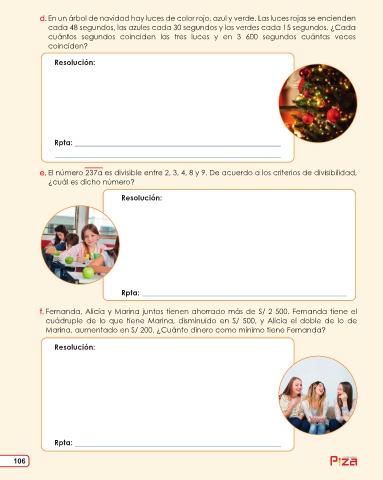 d. En un árbol de navidad hay luces de color rojo, azul y verde. Las luces rojas se encienden
cada 48 segundos, las azules cada 30 segundos y las verdes cada 15 segundos. ¿Cada
cuántos segundos coinciden las tres luces y en 3 600 segundos cuántas veces
coinciden?
Resolución:
Rpta:
e. El número 237a es divisible entre 2, 3, 4, 8 y 9. De acuerdo a los criterios de divisibilidad,
¿cuál es dicho número?
Resolución:
Rpta:
f. Fernanda, Alicia y Marina juntas tienen ahorrado más de S/ 2 500. Fernanda tiene el
cuádruple de lo que tiene Marina, disminuido en S/ 500, y Alicia el doble de lo de
Marina, aumentado en S/ 200. ¿Cuánto dinero como mínimo tiene Fernanda?
Resolución:
Rpta:
106